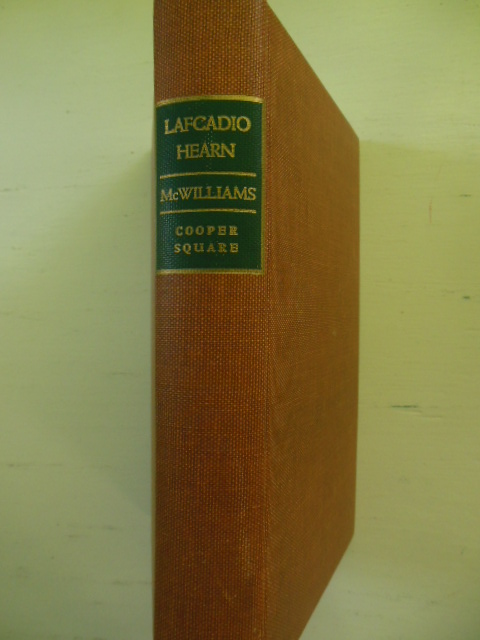 LAFCADIO
HEARN
McWILLIAMS
COOPER
SQUARE